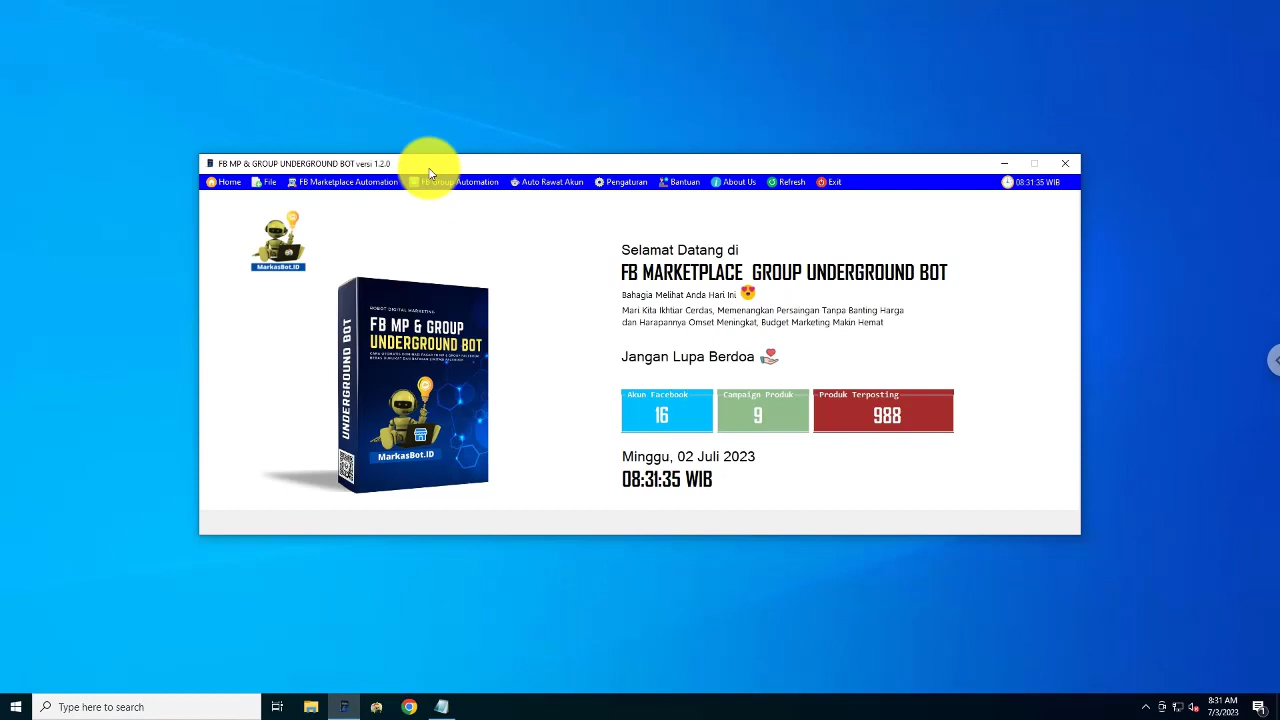 FB MP & GROUP UNDERGROUND BOT versi 1.2.0
Home File FB Marketplace Automation FB Group Automation Auto Rawat Akun Pengaturan Bantuan About Us Refresh Exit 08:31:35 WIB
MarkasBot.ID
ROBOT DIGITAL MARKETING
FB MP & GROUP
UNDERGROUND BOT
UNDERGROUND BOT
MarkasBot.ID
Selamat Datang di
FB MARKETPLACE GROUP UNDERGROUND BOT
Bahagia Melihat Anda Hari Ini
Mari Kita Ikhtiar Cerdas, Memenangkan Persaingan Tanpa Banting Harga
dan Harapannya Omset Meningkat, Budget Marketing Makin Hemat
Jangan Lupa Berdoa
Akun Facebook Campaign Produk Produk Terposting
16 9 988
Minggu, 02 Juli 2023
08:31:35 WIB
Type here to search
8:31 AM
7/3/2023